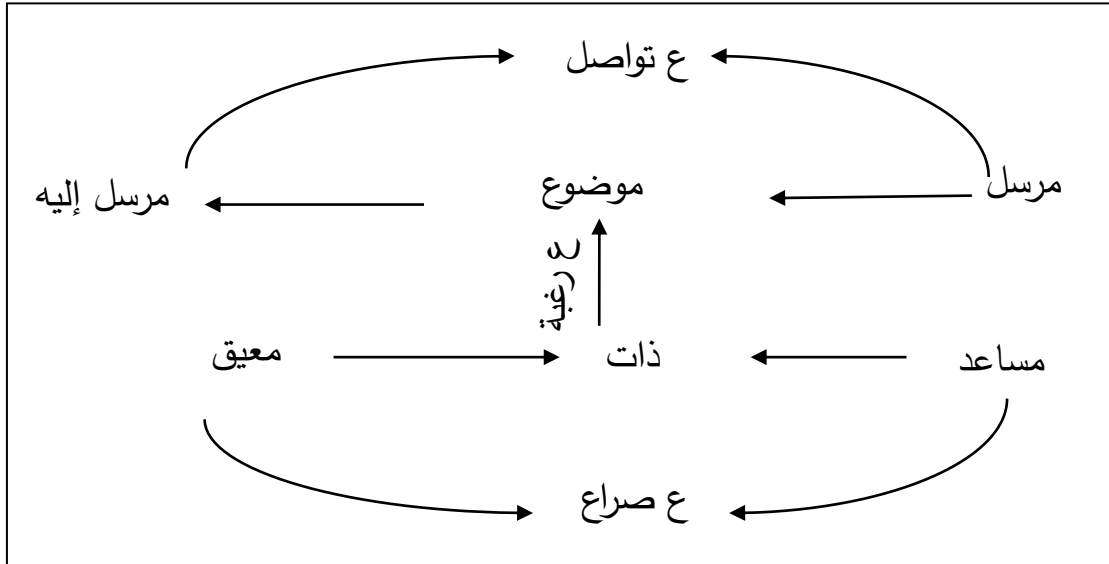 ع تواصل
مرسل موضوع مرسل إليه
ع رغبة
مساعد ذات معيق
ع صراع